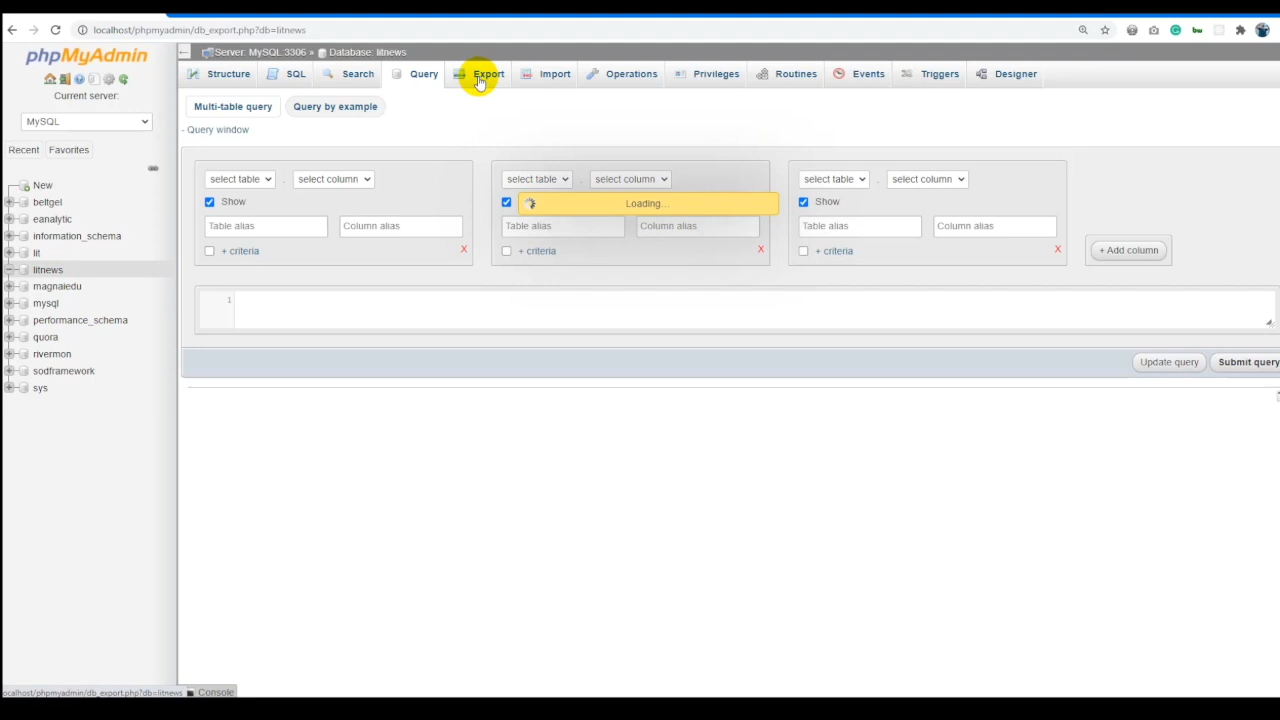 localhost/phpmyadmin/db_export.php?db=litnews
phpMyAdmin
Current server:
MySQL
Recent Favorites
New
beltgel
eanalytic
information_schema
lit
litnews
magnaiedu
mysql
performance_schema
quora
rivermon
sodframework
sys
Server: MySQL:3306 » Database: litnews
Structure SQL Search Query Export Import Operations Privileges Routines Events Triggers Designer
Multi-table query Query by example
- Query window
select table . select column select table . select column select table . select column
Show Loading... Show
Table alias Column alias Table alias Column alias Table alias Column alias
+ criteria X + criteria X + criteria X
+ Add column
1
Update query Submit query
localhost/phpmyadmin/db_export.php?db=litnews Console